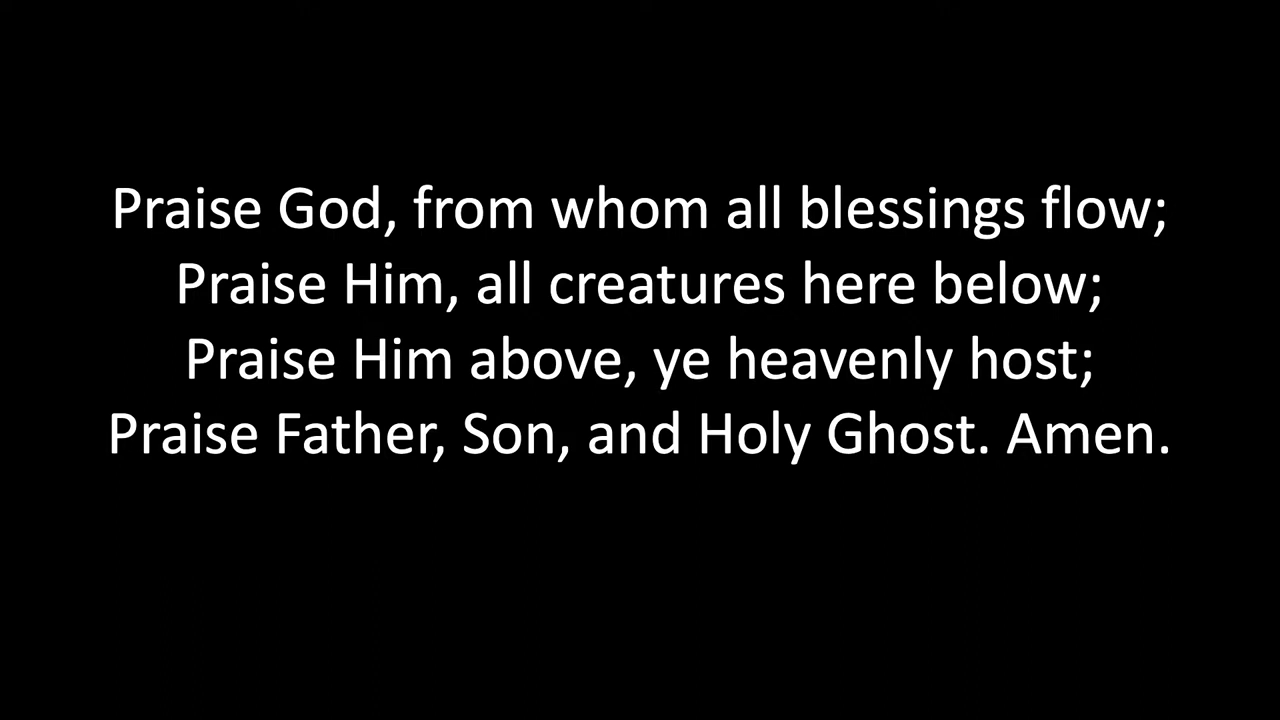 Praise God, from whom all blessings flow;
Praise Him, all creatures here below;
Praise Him above, ye heavenly host;
Praise Father, Son, and Holy Ghost. Amen.